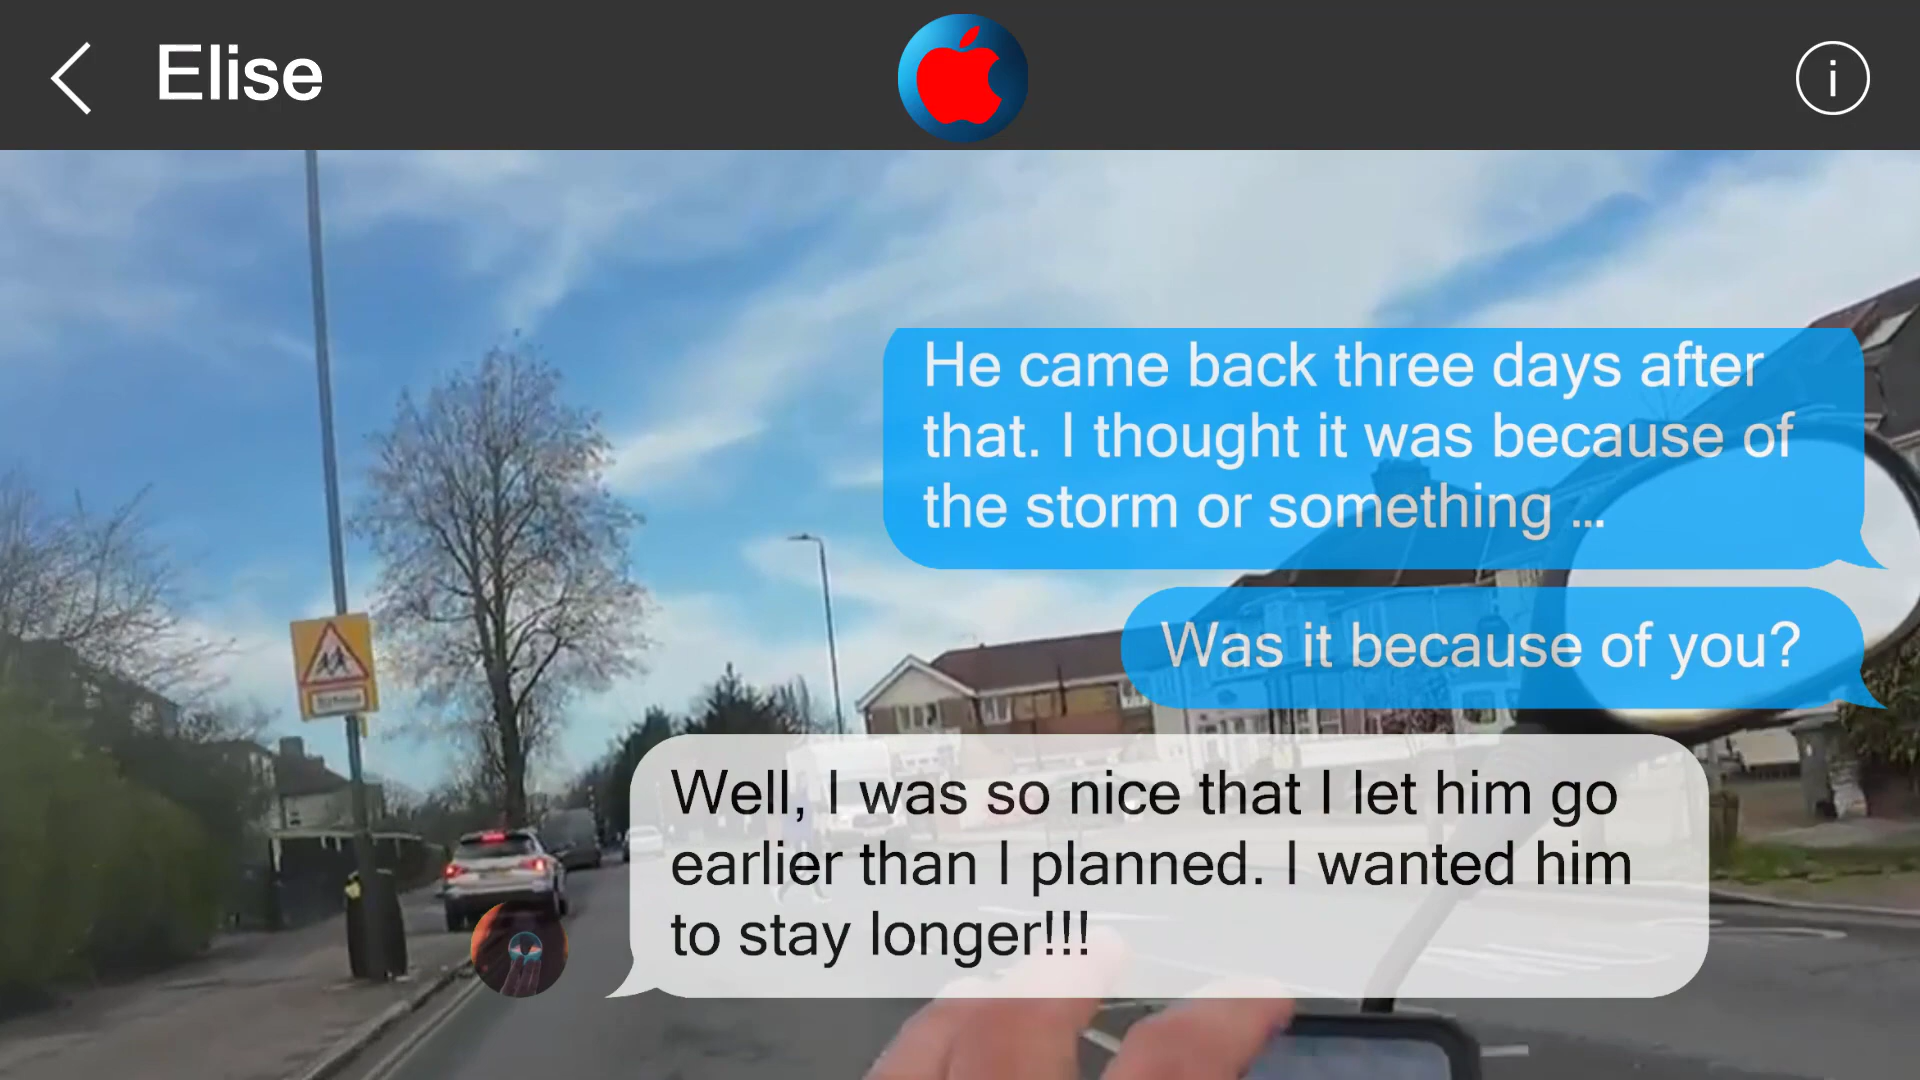 Elise
i
He came back three days after
that. I thought it was because of
the storm or something ...
Was it because of you?
Well, I was so nice that I let him go
earlier than I planned. I wanted him
to stay longer!!!